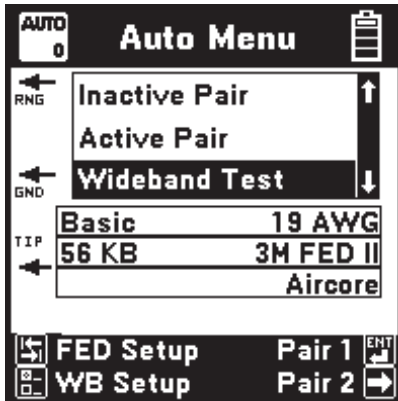 AUTO
0
Auto Menu
RNG
Inactive Pair
Active Pair
GND
Wideband Test
Basic 19 AWG
TIP
56 KB 3M FED II
Aircore
FED Setup Pair 1 ENT
WB Setup Pair 2